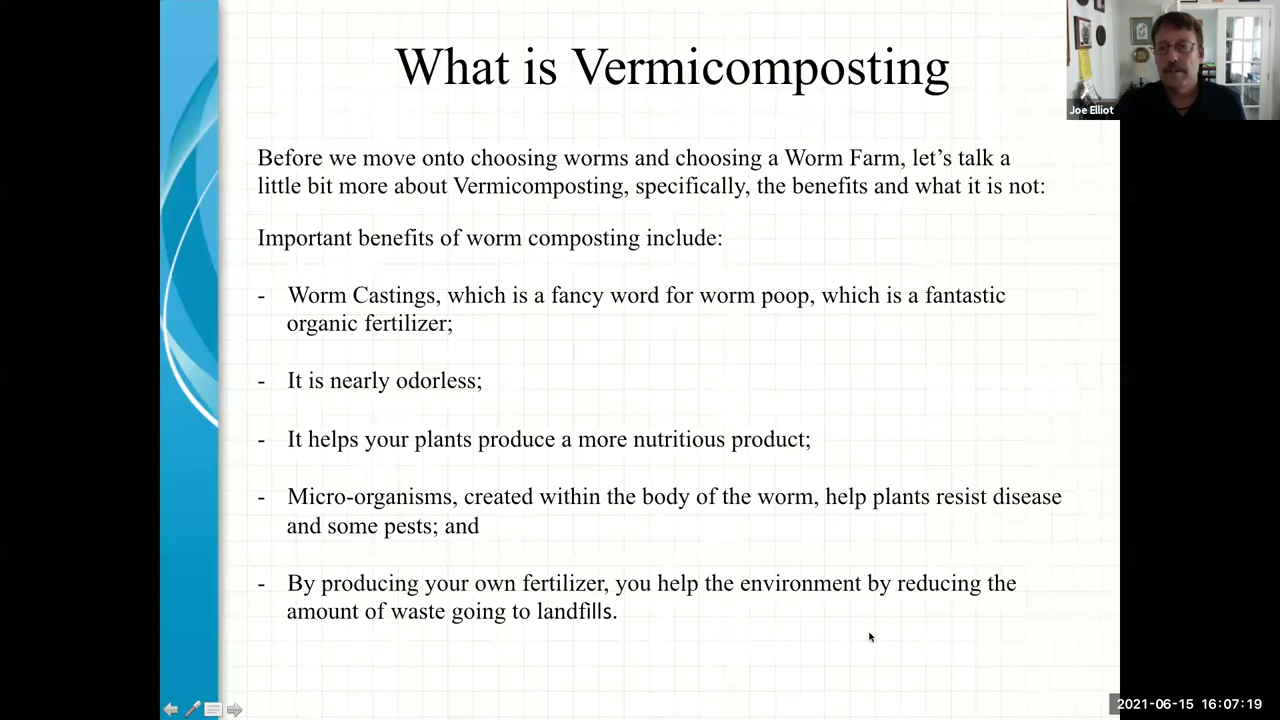 What is Vermicomposting
Joe Elliot
Before we move onto choosing worms and choosing a Worm Farm, let’s talk a
little bit more about Vermicomposting, specifically, the benefits and what it is not:
Important benefits of worm composting include:
- Worm Castings, which is a fancy word for worm poop, which is a fantastic
organic fertilizer;
- It is nearly odorless;
- It helps your plants produce a more nutritious product;
- Micro-organisms, created within the body of the worm, help plants resist disease
and some pests; and
- By producing your own fertilizer, you help the environment by reducing the
amount of waste going to landfills.
2021-06-15 16:07:19